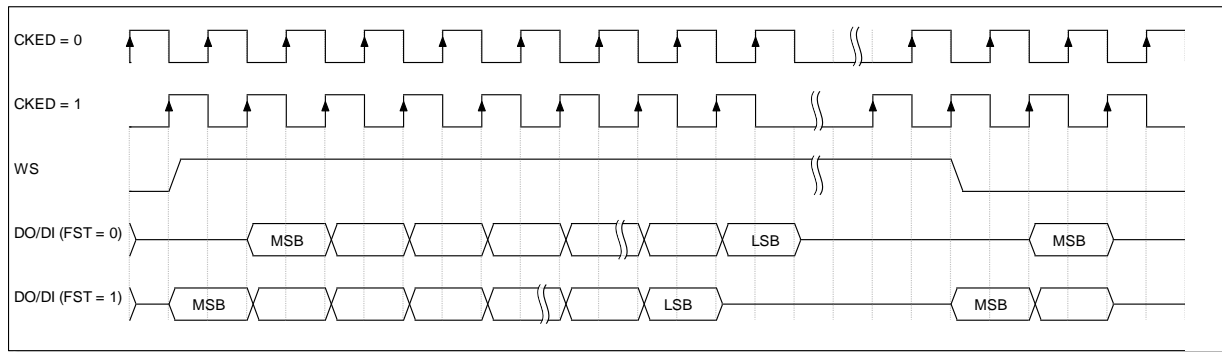 CKED = 0
CKED = 1
WS
DO/DI (FST = 0)
MSB
LSB
MSB
DO/DI (FST = 1)
MSB
LSB
MSB